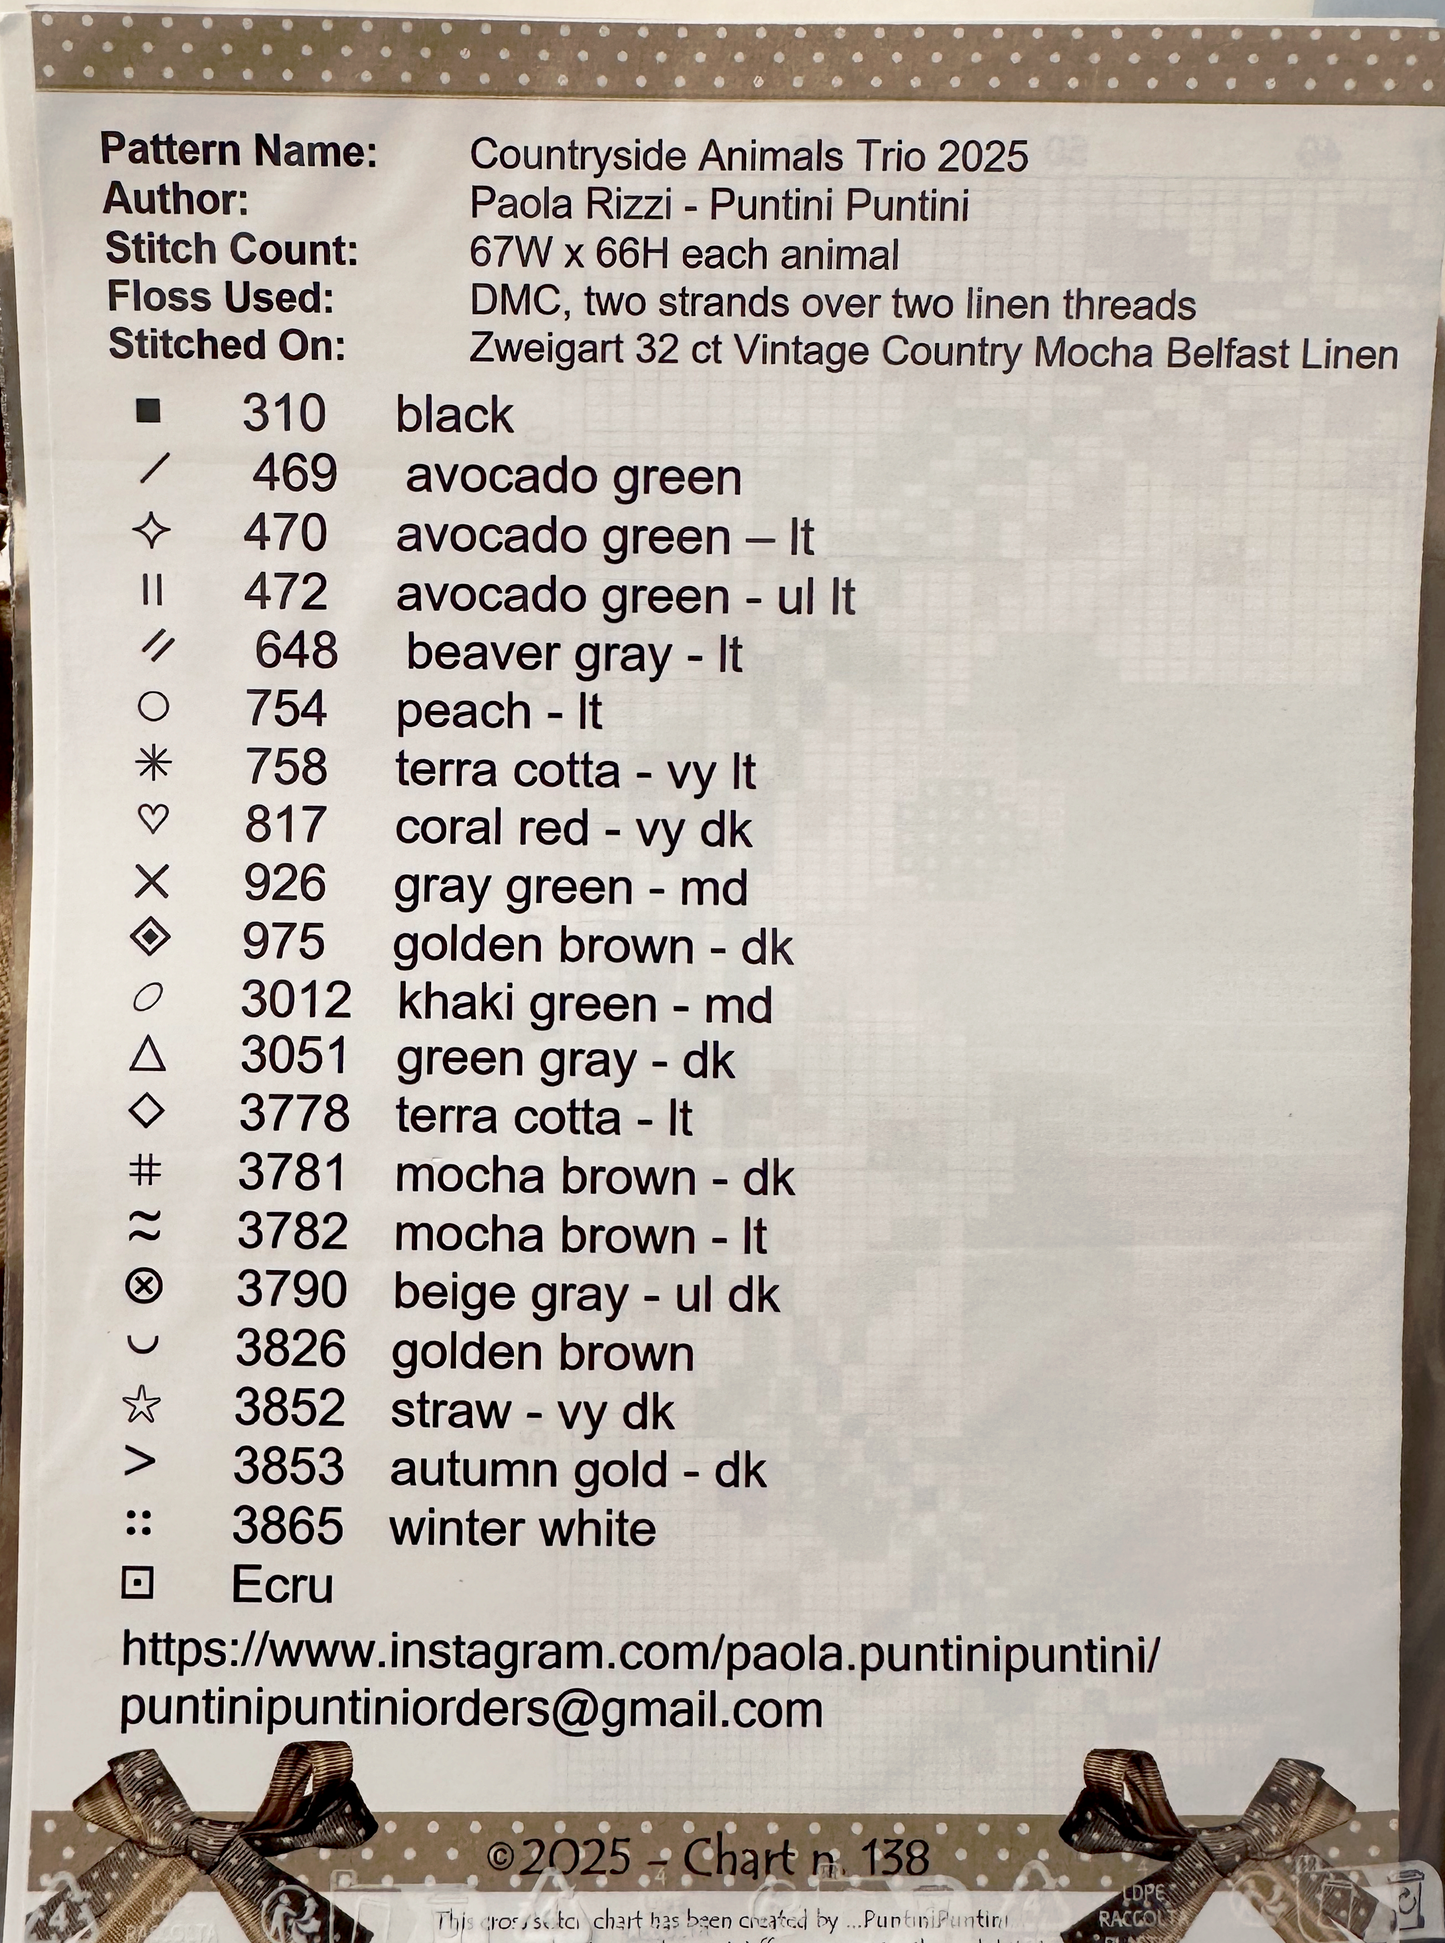 Pattern Name: Countryside Animals Trio 2025
Author: Paola Rizzi - Puntini Puntini
Stitch Count: 67W x 66H each animal
Floss Used: DMC, two strands over two linen threads
Stitched On: Zweigart 32 ct Vintage Country Mocha Belfast Linen
310 black
469 avocado green
470 avocado green – lt
472 avocado green - ul lt
648 beaver gray - lt
754 peach - lt
758 terra cotta - vy lt
817 coral red - vy dk
926 gray green - md
975 golden brown - dk
3012 khaki green - md
3051 green gray - dk
3778 terra cotta - lt
3781 mocha brown - dk
3782 mocha brown - lt
3790 beige gray - ul dk
3826 golden brown
3852 straw - vy dk
3853 autumn gold - dk
3865 winter white
Ecru
https://www.instagram.com/paola.puntinipuntini/
puntinipuntiniorders@gmail.com
©2025 – Chart n. 138
LDPE
RACCOLTA
This cross stitch chart has been created by ...PuntiniPuntini